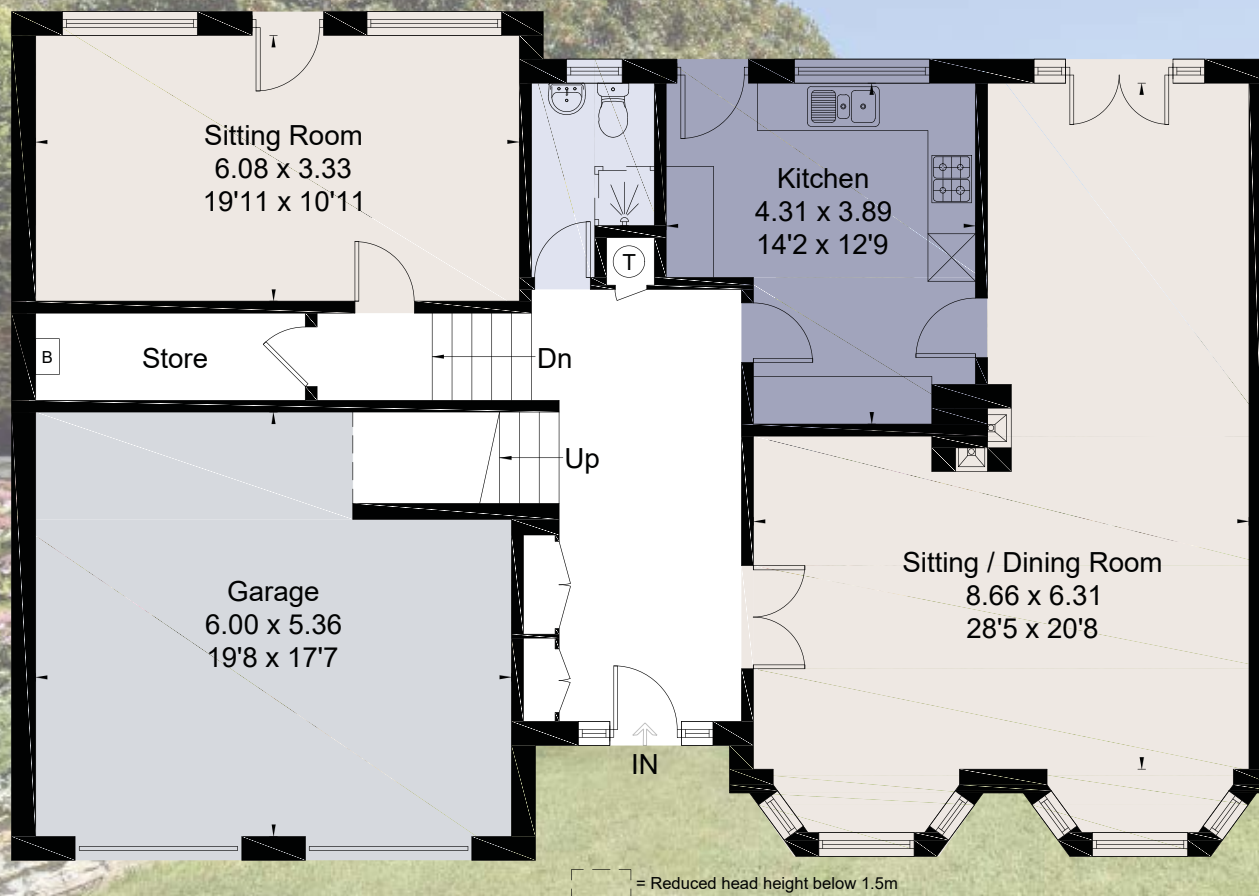 Sitting Room
6.08 x 3.33
19'11 x 10'11
Kitchen
4.31 x 3.89
14'2 x 12'9
T
B
Store
Dn
Up
Garage
6.00 x 5.36
19'8 x 17'7
Sitting / Dining Room
8.66 x 6.31
28'5 x 20'8
IN
= Reduced head height below 1.5m